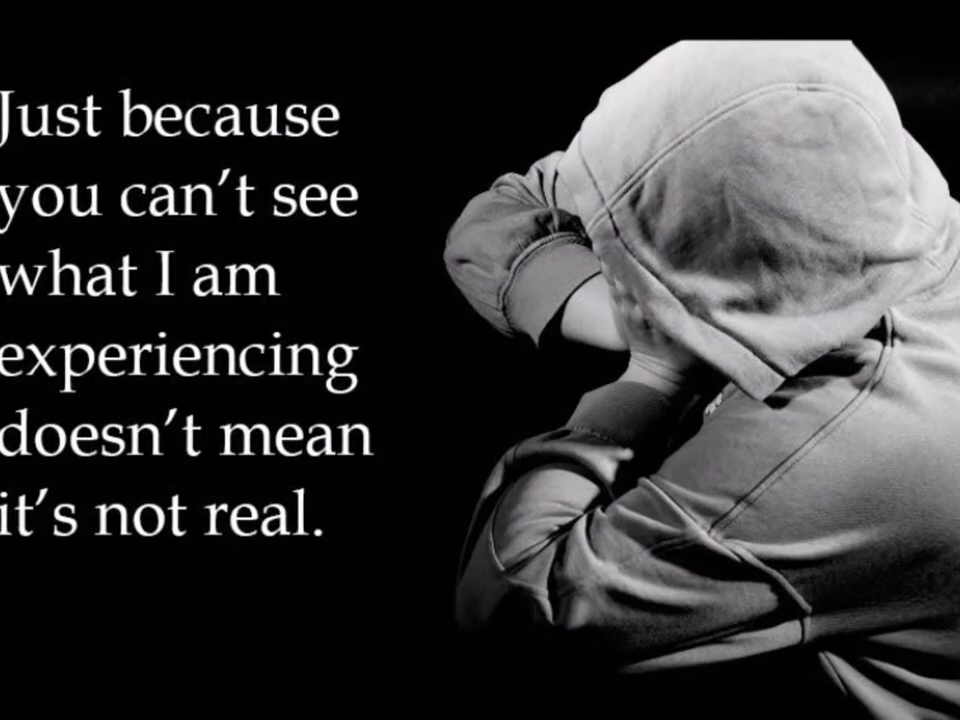 Just because
you can’t see
what I am
experiencing
doesn’t mean
it’s not real.